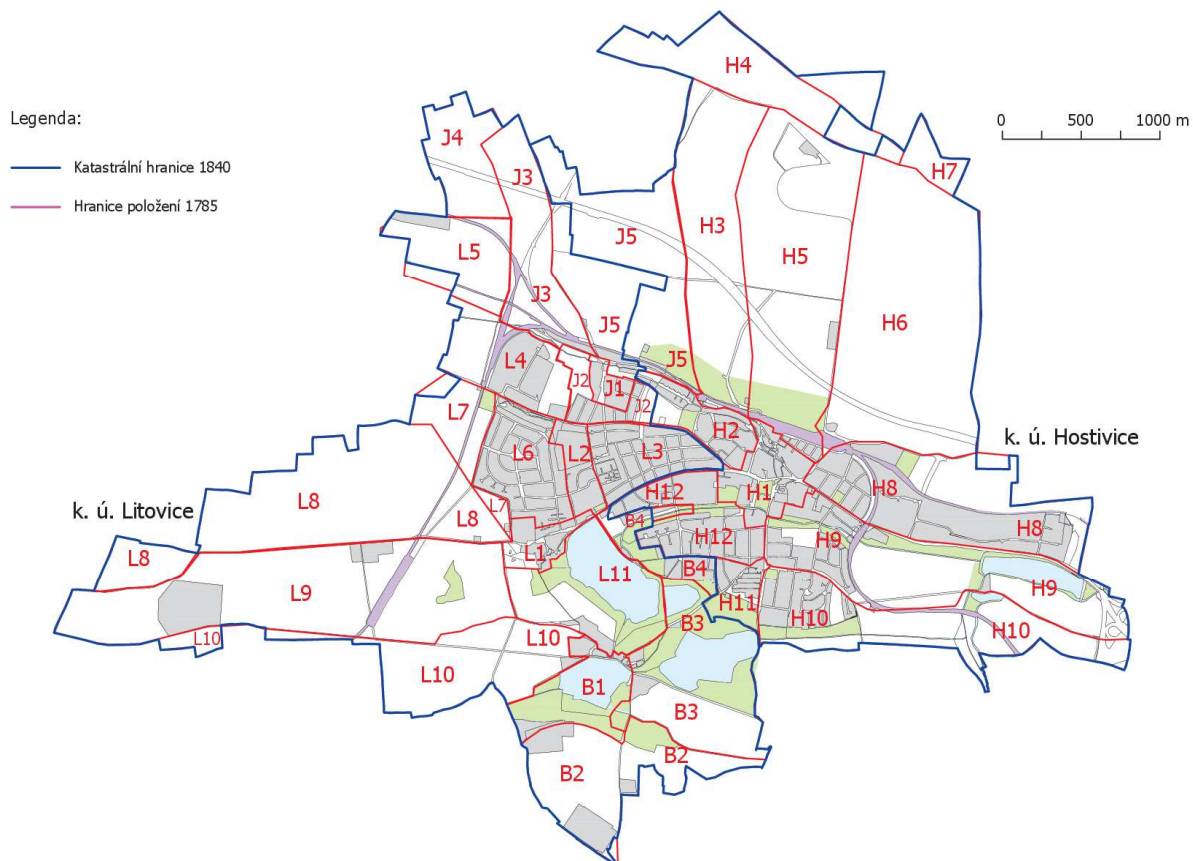 H4
Legenda:
0 500 1000 m
J4
H7
Katastrální hranice 1840
J3
Hranice položení 1785
H3
J5
L5
H5
J3
H6
J5
J5
L4
J2
J1
J2
L7
H2
k. ú. Hostivice
L6
L2
L3
H8
H12
H1
L8
k. ú. Litovice
L7
L8
B4
H12
H9
H8
L8
L1
B4
L11
H9
L9
H11
H10
B3
L10
L10
H10
L10
B1
B3
B2
B2